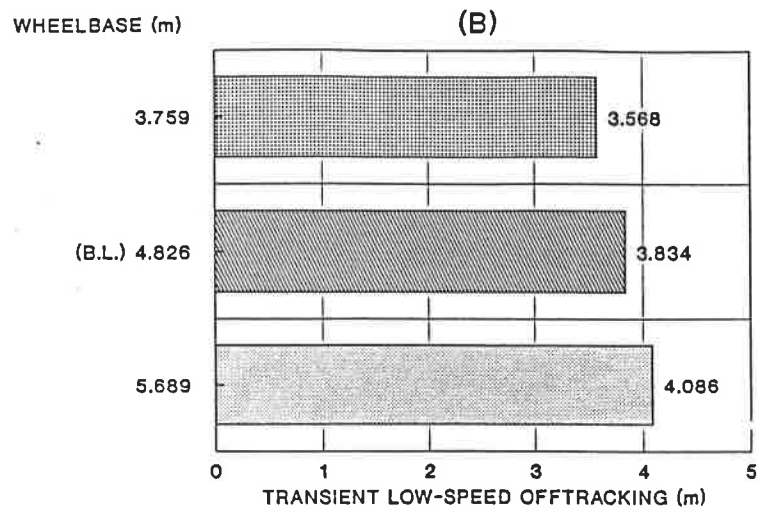 WHEELBASE (m)
(B)
3.759
3.568
(B.L.) 4.826
3.834
5.689
4.086
0 1 2 3 4 5
TRANSIENT LOW-SPEED OFFTRACKING (m)